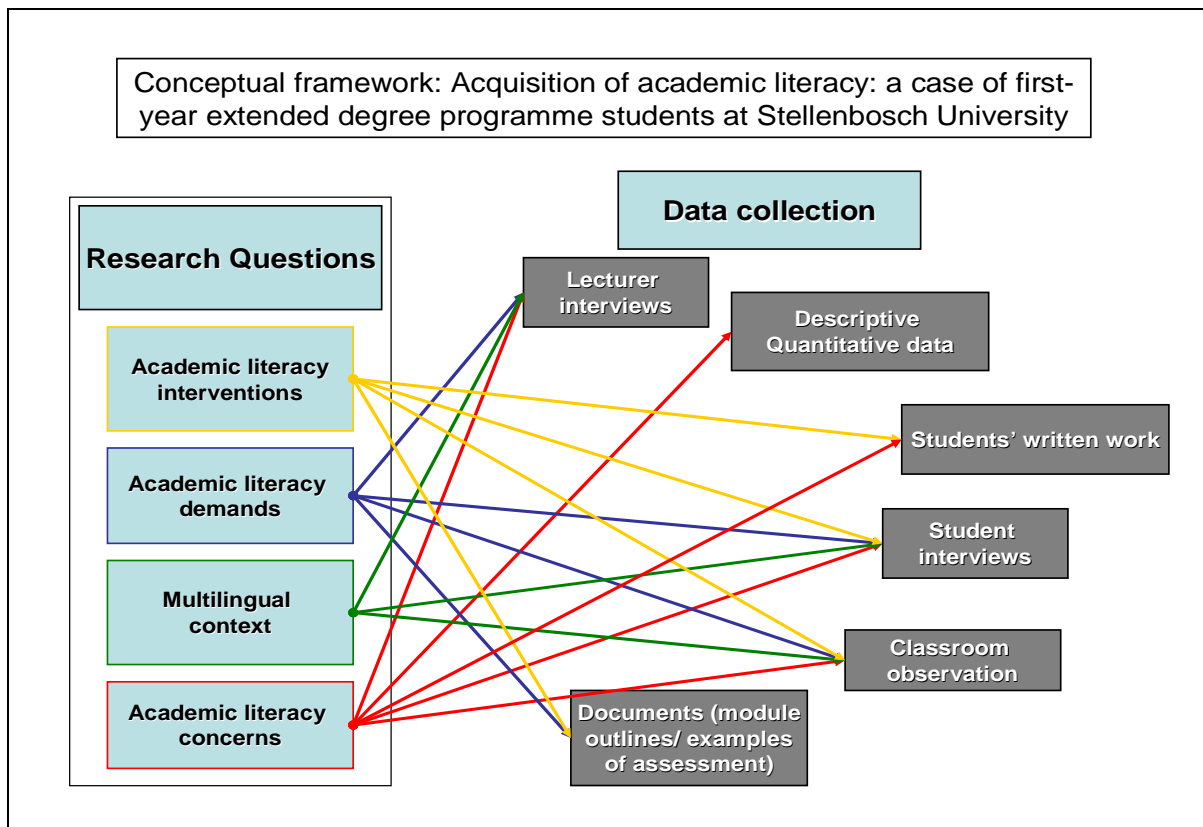 Conceptual framework: Acquisition of academic literacy: a case of first-
year extended degree programme students at Stellenbosch University
Research Questions
Academic literacy
interventions
Academic literacy
demands
Multilingual
context
Academic literacy
concerns
Data collection
Lecturer
interviews
Descriptive
Quantitative data
Students’ written work
Student
interviews
Classroom
observation
Documents (module
outlines/ examples
of assessment)